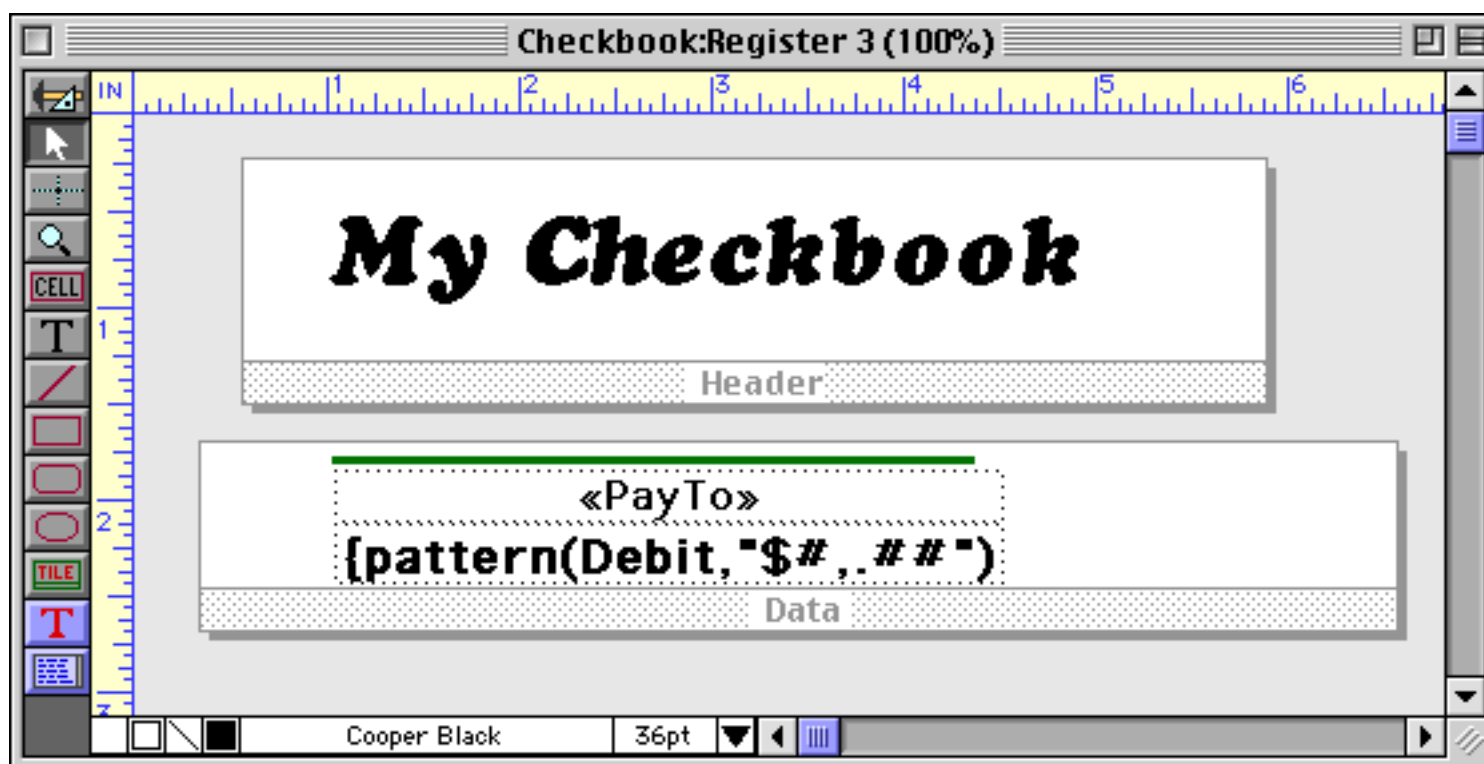 Checkbook:Register 3 (100%)
IN 1 2 3 4 5 6
My Checkbook
CELL
T
1
Header
«PayTo»
2
{pattern(Debit,"$#,.##")
TILE
Data
T
3
Cooper Black 36pt